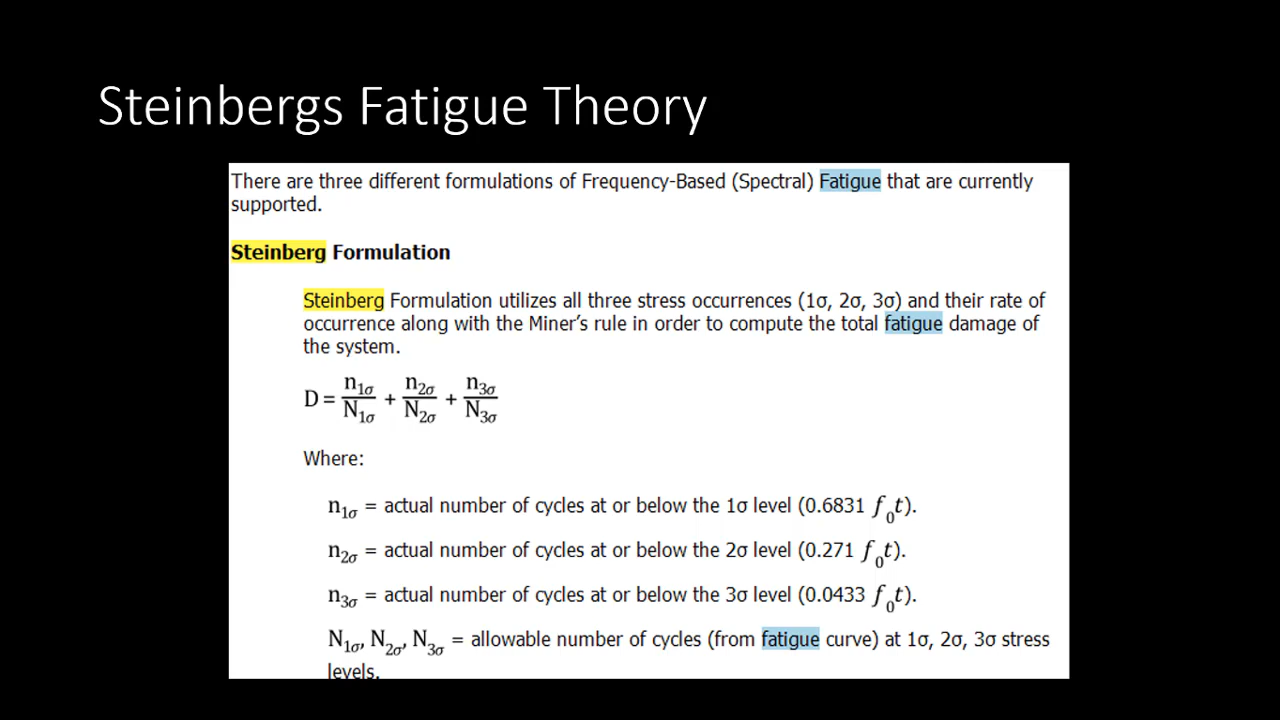 Steinbergs Fatigue Theory
There are three different formulations of Frequency-Based (Spectral) Fatigue that are currently
supported.
Steinberg Formulation
Steinberg Formulation utilizes all three stress occurrences (1σ, 2σ, 3σ) and their rate of
occurrence along with the Miner’s rule in order to compute the total fatigue damage of
the system.
D = n1σ/N1σ + n2σ/N2σ + n3σ/N3σ
Where:
n1σ = actual number of cycles at or below the 1σ level (0.6831 f0t).
n2σ = actual number of cycles at or below the 2σ level (0.271 f0t).
n3σ = actual number of cycles at or below the 3σ level (0.0433 f0t).
N1σ, N2σ, N3σ = allowable number of cycles (from fatigue curve) at 1σ, 2σ, 3σ stress
levels.